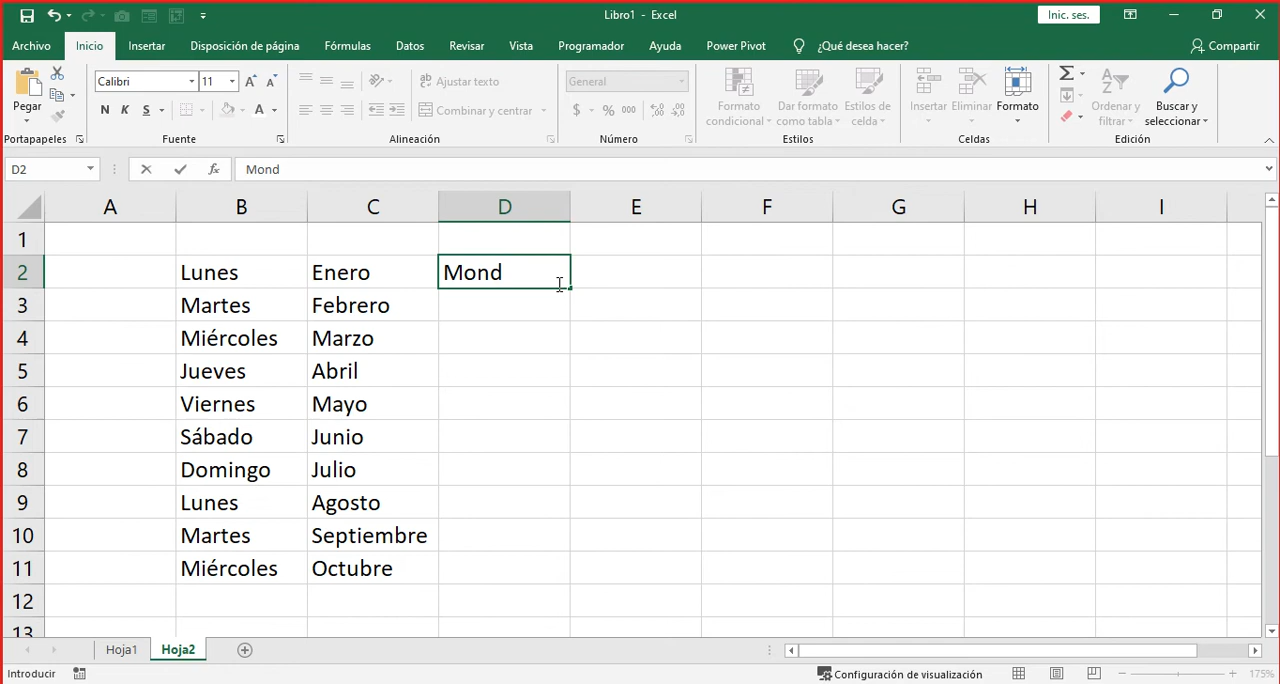 Libro1 - Excel
Inic. ses.
Archivo Inicio Insertar Disposición de página Fórmulas Datos Revisar Vista Programador Ayuda Power Pivot ¿Qué desea hacer? Compartir
Pegar
Calibri 11
N K S A
Ajustar texto
Combinar y centrar
General
$ % 000
Formato condicional
Dar formato como tabla
Estilos de celda
Insertar Eliminar Formato
Ordenar y filtrar
Buscar y seleccionar
Portapapeles Fuente Alineación Número Estilos Celdas Edición
D2 fx Mond
A B C D E F G H I
1
2 Lunes Enero Mond
3 Martes Febrero
4 Miércoles Marzo
5 Jueves Abril
6 Viernes Mayo
7 Sábado Junio
8 Domingo Julio
9 Lunes Agosto
10 Martes Septiembre
11 Miércoles Octubre
12
13
Hoja1 Hoja2
Introducir Configuración de visualización 175%